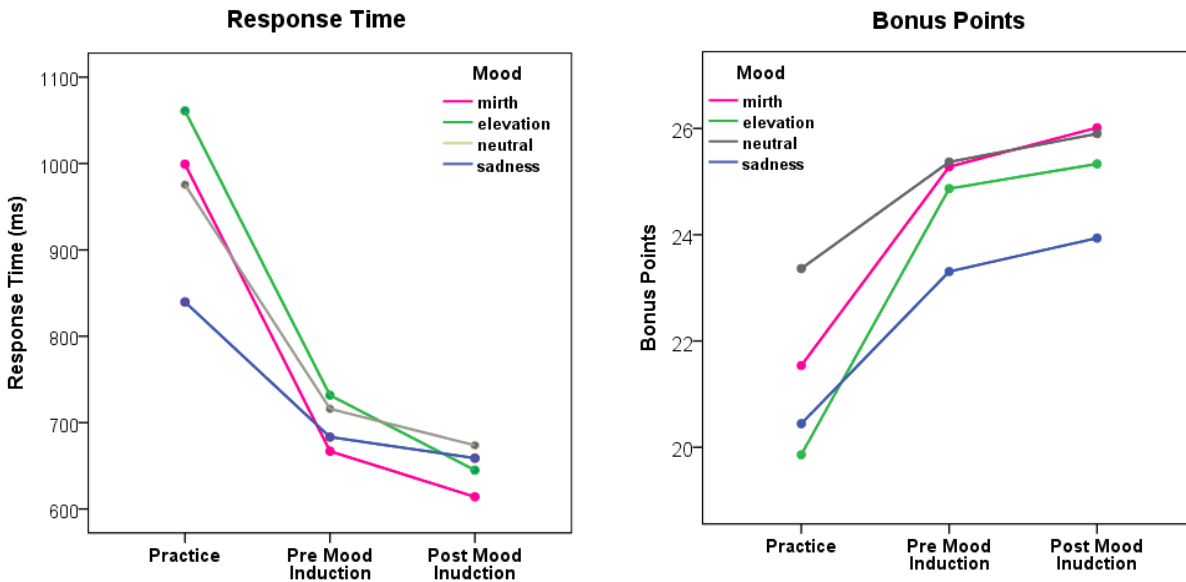 Response Time
Response Time (ms)
1100
1000
900
800
700
600
Mood
mirth
elevation
neutral
sadness
Practice
Pre Mood
Induction
Post Mood
Inudction
Bonus Points
Bonus Points
26
24
22
20
Mood
mirth
elevation
neutral
sadness
Practice
Pre Mood
Induction
Post Mood
Inudction